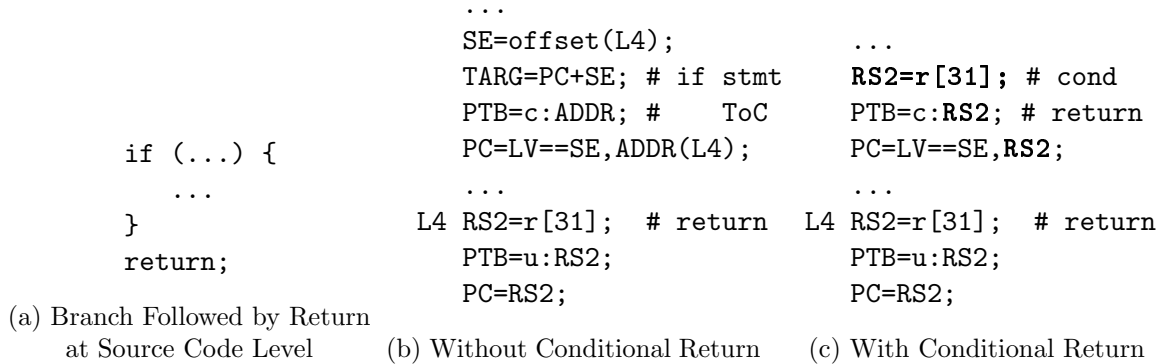 if (...) {
...
}
return;
(a) Branch Followed by Return
at Source Code Level
...
SE=offset(L4);
TARG=PC+SE; # if stmt
PTB=c:ADDR; # ToC
PC=LV==SE,ADDR(L4);
...
L4 RS2=r[31]; # return
PTB=u:RS2;
PC=RS2;
(b) Without Conditional Return
...
RS2=r[31]; # cond
PTB=c:RS2; # return
PC=LV==SE,RS2;
...
L4 RS2=r[31]; # return
PTB=u:RS2;
PC=RS2;
(c) With Conditional Return